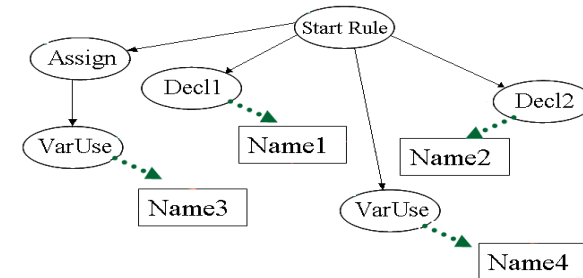 Start Rule
Assign
Decl1
Decl2
VarUse
Name1
Name2
Name3
VarUse
Name4